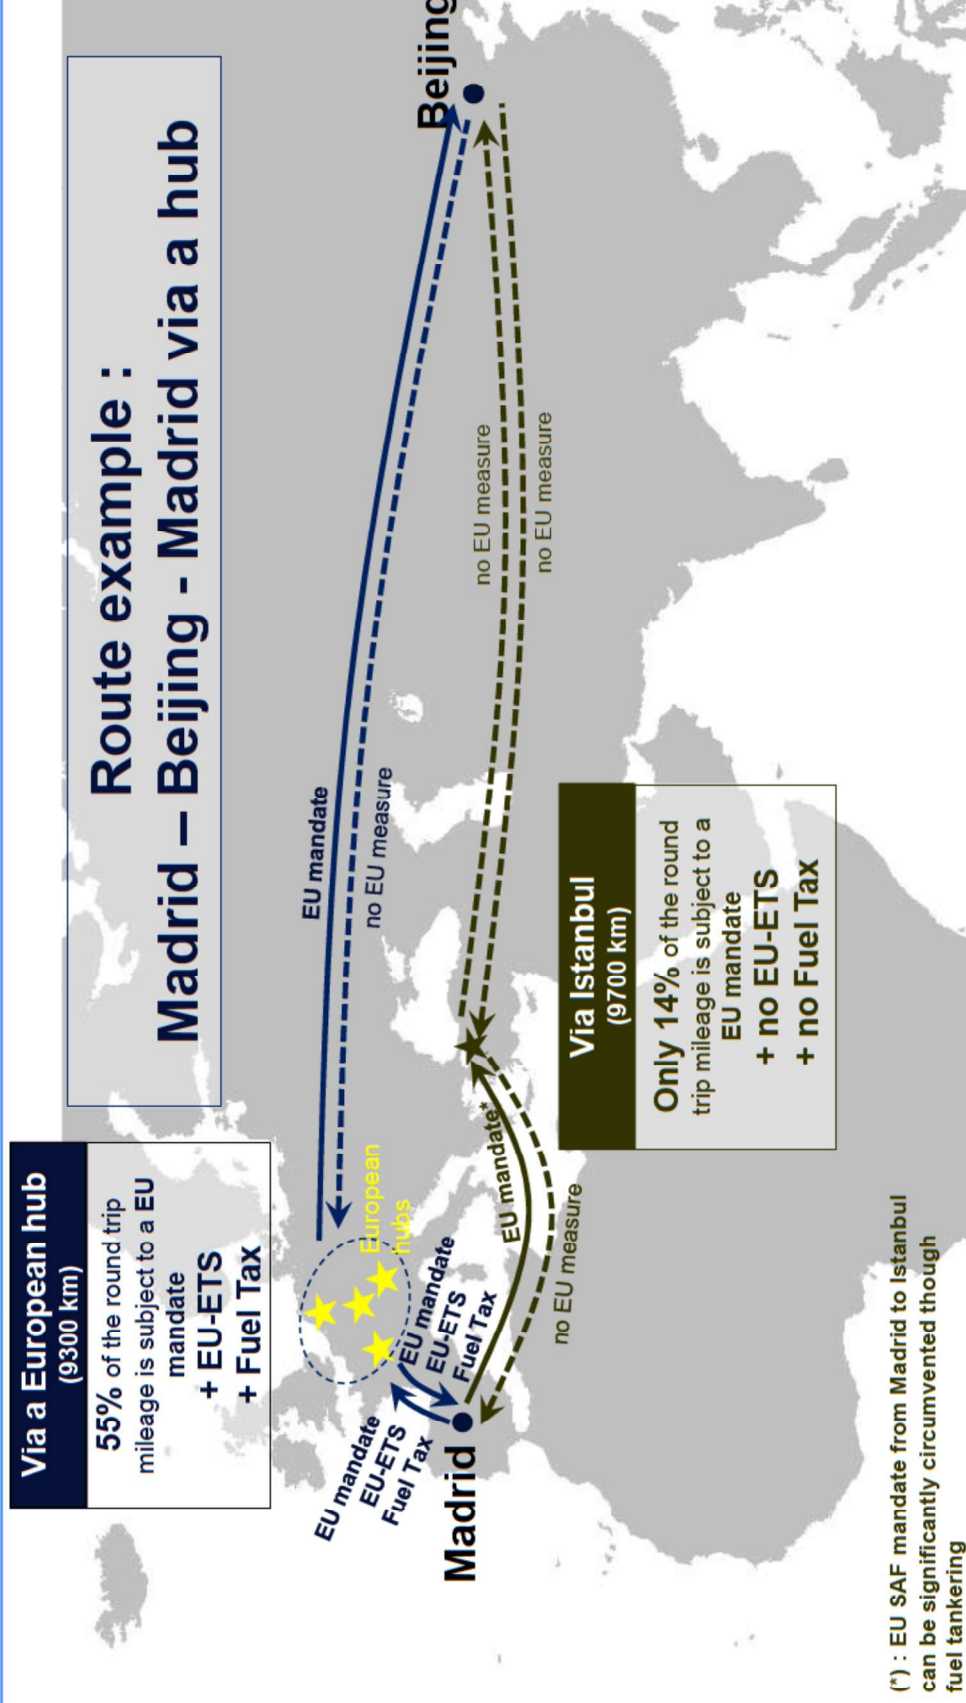 Route example :
Madrid – Beijing - Madrid via a hub
Via a European hub
(9300 km)
55% of the round trip
mileage is subject to a EU
mandate
+ EU-ETS
+ Fuel Tax
Beijing
EU mandate
no EU measure
European
hubs
EU mandate
EU-ETS
Fuel Tax
EU mandate
EU-ETS
Fuel Tax
Madrid
EU mandate*
no EU measure
no EU measure
no EU measure
Via Istanbul
(9700 km)
Only 14% of the round
trip mileage is subject to a
EU mandate
+ no EU-ETS
+ no Fuel Tax
(*) : EU SAF mandate from Madrid to Istanbul
can be significantly circumvented though
fuel tankering